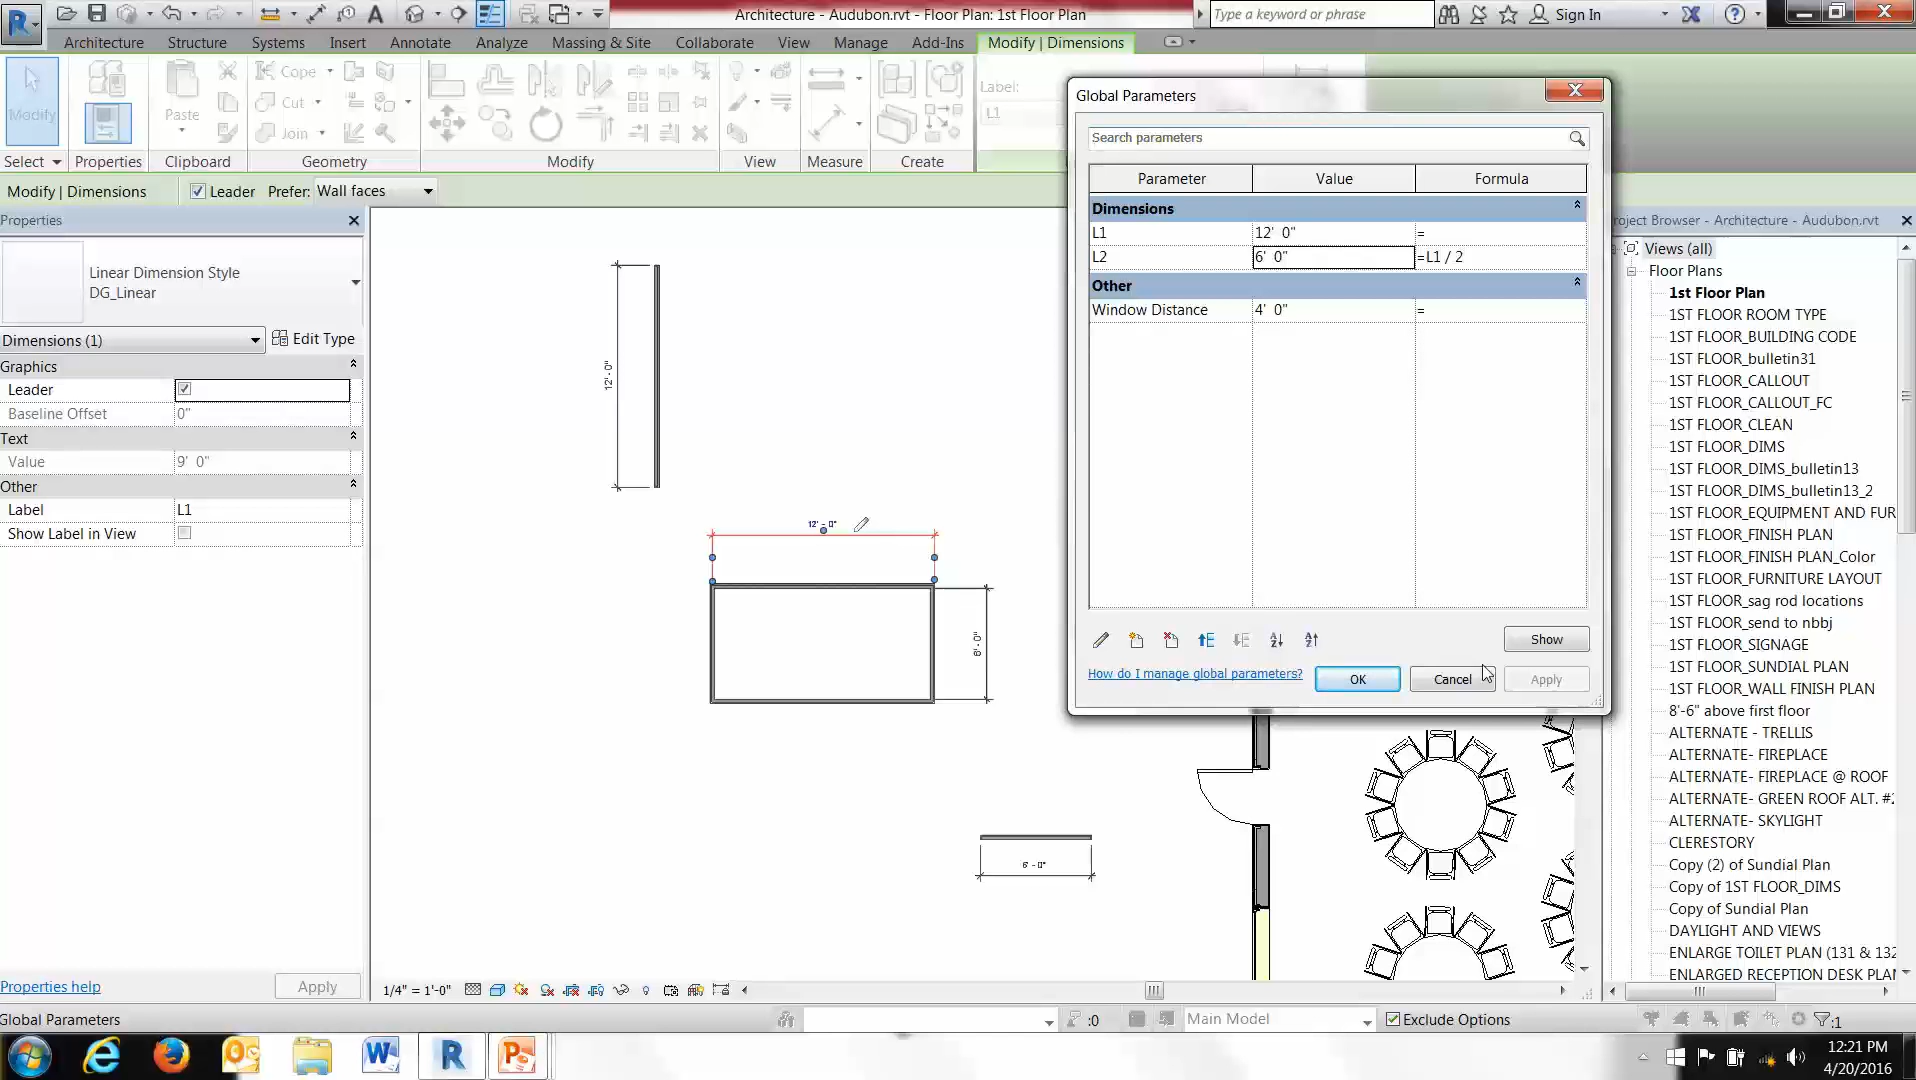 Architecture - Audubon.rvt - Floor Plan: 1st Floor Plan
Type a keyword or phrase
Sign In
Architecture Structure Systems Insert Annotate Analyze Massing & Site Collaborate View Manage Add-Ins Modify | Dimensions
Modify
Paste
Cope
Cut
Join
Label:
L1
Select Properties Clipboard Geometry Modify View Measure Create
Modify | Dimensions Leader Prefer: Wall faces
Properties
Linear Dimension Style
DG_Linear
Dimensions (1) Edit Type
Graphics
Leader
Baseline Offset 0"
Text
Value 9' 0"
Other
Label L1
Show Label in View
Properties help Apply
12' - 0"
12' - 0"
6' - 0"
6' - 0"
Global Parameters
Search parameters
Parameter Value Formula
Dimensions
L1 12' 0" =
L2 6' 0" =L1 / 2
Other
Window Distance 4' 0" =
Show
How do I manage global parameters? OK Cancel Apply
roject Browser - Architecture - Audubon.rvt
Views (all)
Floor Plans
1st Floor Plan
1ST FLOOR ROOM TYPE
1ST FLOOR_BUILDING CODE
1ST FLOOR_bulletin31
1ST FLOOR_CALLOUT
1ST FLOOR_CALLOUT_FC
1ST FLOOR_CLEAN
1ST FLOOR_DIMS
1ST FLOOR_DIMS_bulletin13
1ST FLOOR_DIMS_bulletin13_2
1ST FLOOR_EQUIPMENT AND FUR
1ST FLOOR_FINISH PLAN
1ST FLOOR_FINISH PLAN_Color
1ST FLOOR_FURNITURE LAYOUT
1ST FLOOR_sag rod locations
1ST FLOOR_send to nbbj
1ST FLOOR_SIGNAGE
1ST FLOOR_SUNDIAL PLAN
1ST FLOOR_WALL FINISH PLAN
8'-6" above first floor
ALTERNATE - TRELLIS
ALTERNATE- FIREPLACE
ALTERNATE- FIREPLACE @ ROOF
ALTERNATE- GREEN ROOF ALT. #2
ALTERNATE- SKYLIGHT
CLERESTORY
Copy (2) of Sundial Plan
Copy of 1ST FLOOR_DIMS
Copy of Sundial Plan
DAYLIGHT AND VIEWS
ENLARGE TOILET PLAN (131 & 132
ENLARGED RECEPTION DESK PLAN
1/4" = 1'-0"
Global Parameters :0 Main Model Exclude Options :1
12:21 PM
4/20/2016